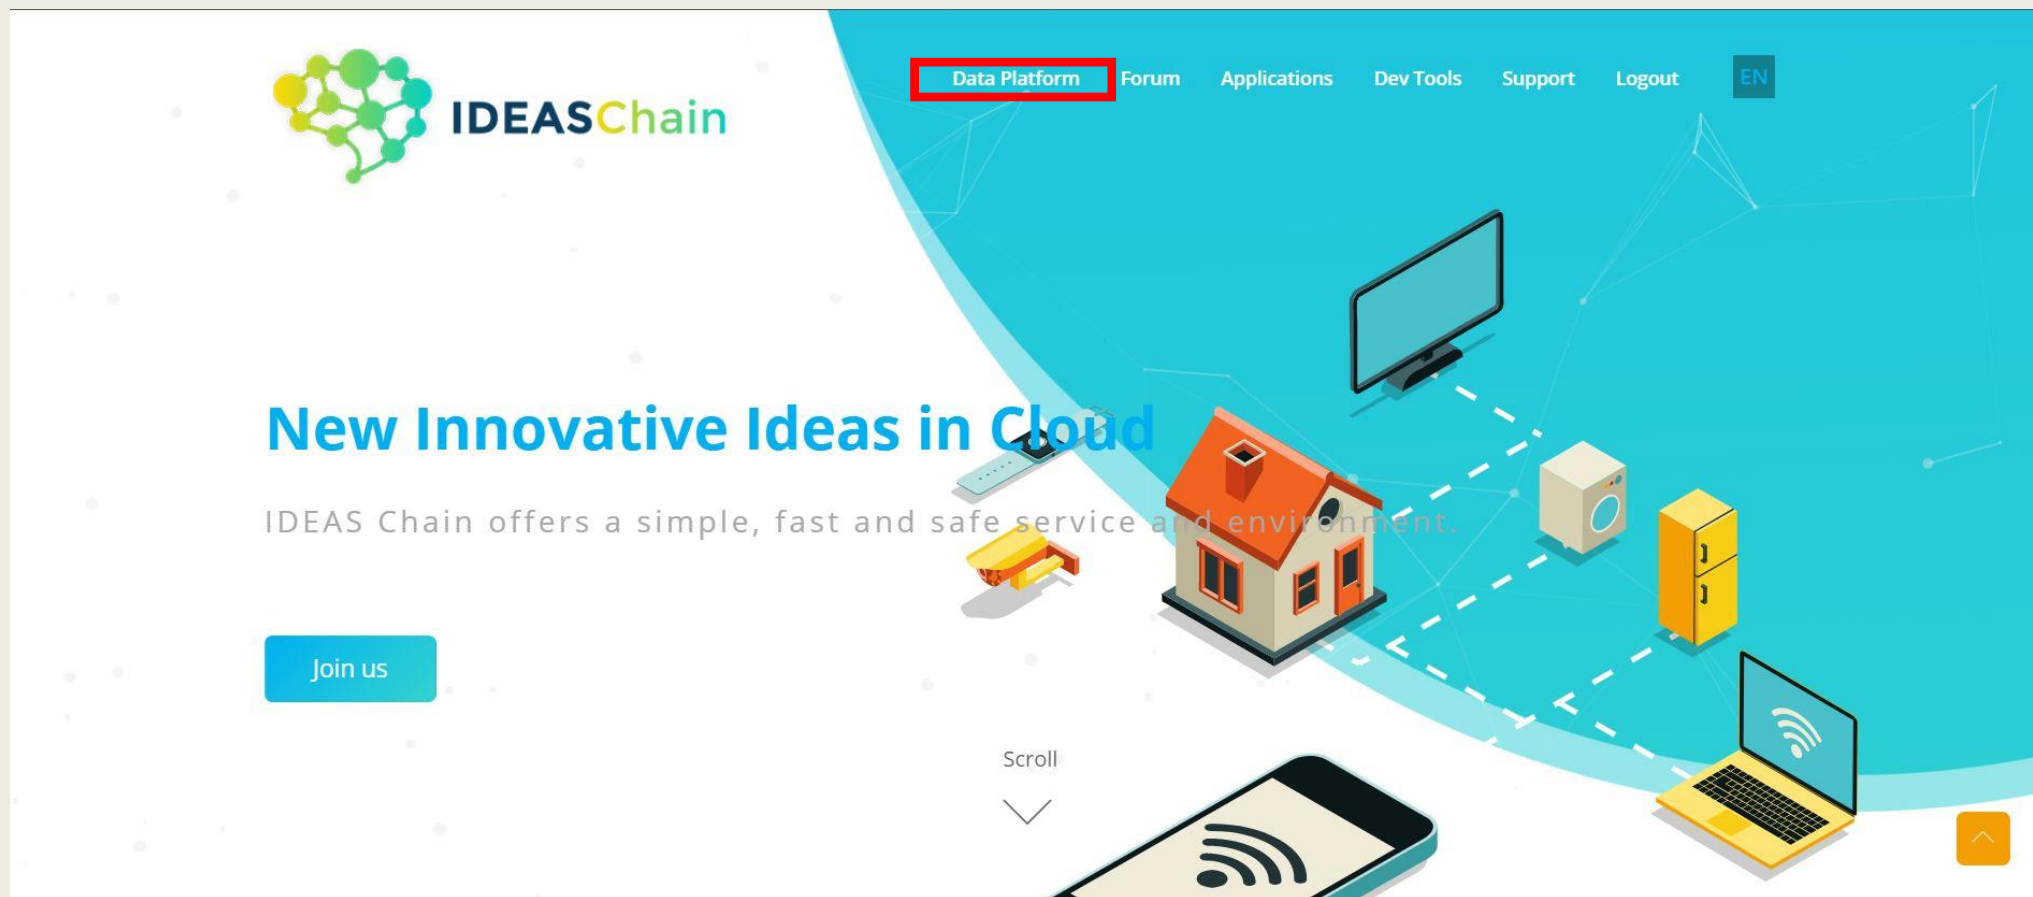 IDEASChain
Data Platform Forum Applications Dev Tools Support Logout EN
New Innovative Ideas in Cloud
IDEAS Chain offers a simple, fast and safe service and environment.
Join us
Scroll